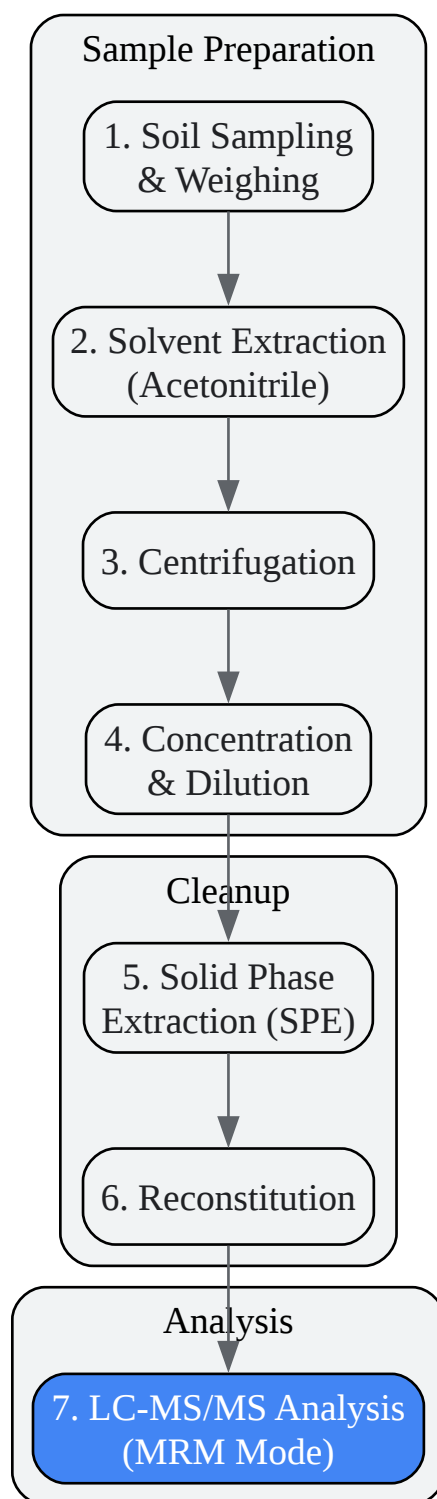 Sample Preparation
1. Soil Sampling
& Weighing
2. Solvent Extraction
(Acetonitrile)
3. Centrifugation
4. Concentration
& Dilution
Cleanup
5. Solid Phase
Extraction (SPE)
6. Reconstitution
Analysis
7. LC-MS/MS Analysis
(MRM Mode)